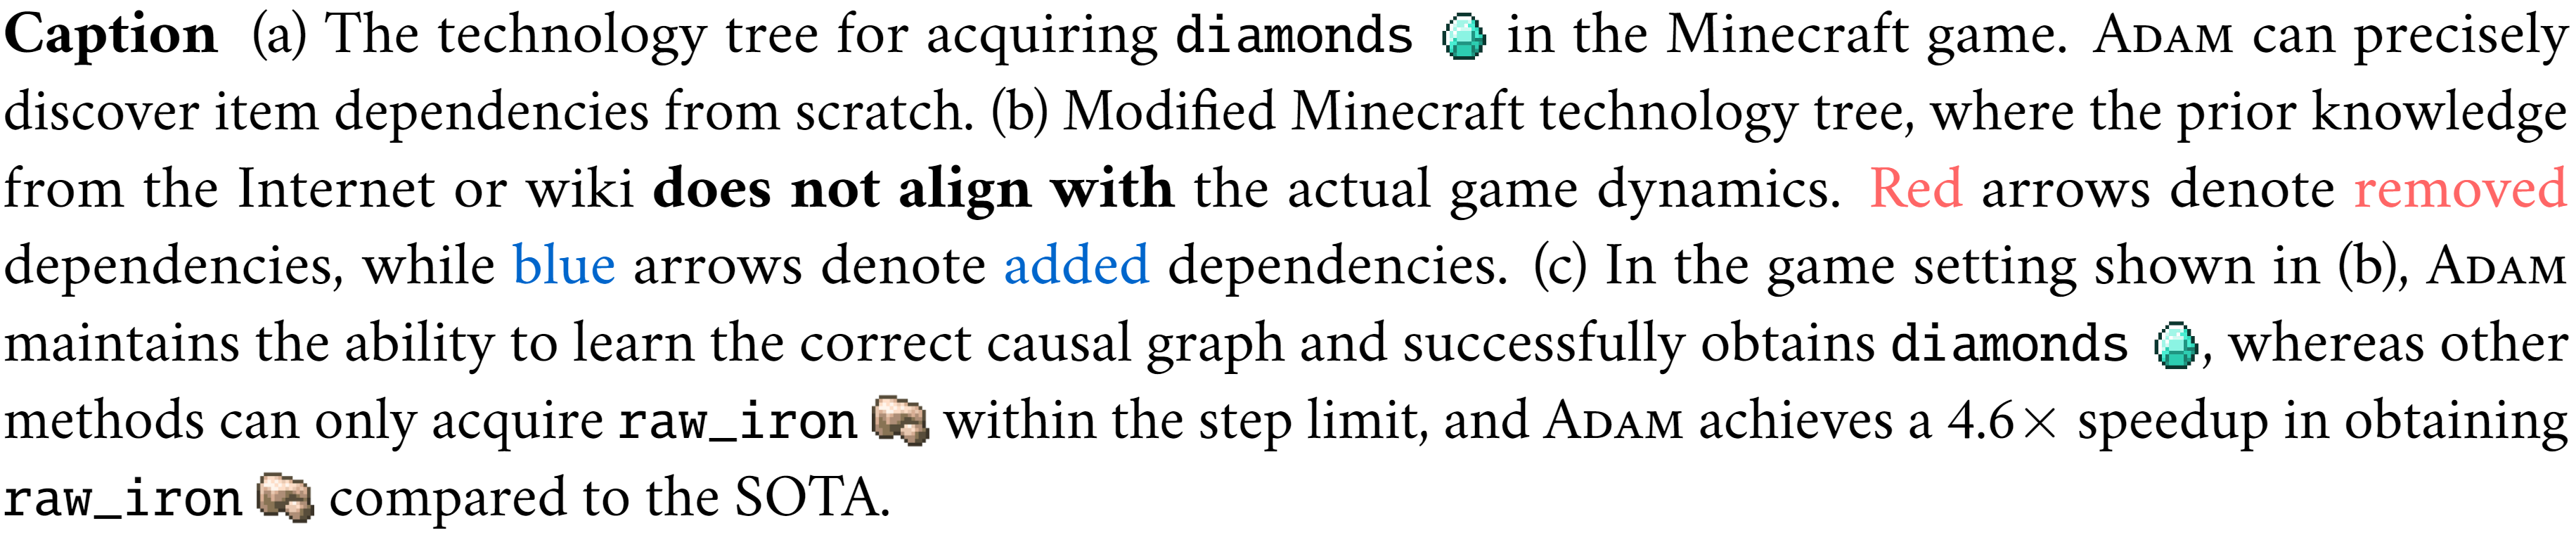 Caption (a) The technology tree for acquiring diamonds in the Minecraft game. ADAM can precisely
discover item dependencies from scratch. (b) Modified Minecraft technology tree, where the prior knowledge
from the Internet or wiki does not align with the actual game dynamics. Red arrows denote removed
dependencies, while blue arrows denote added dependencies. (c) In the game setting shown in (b), ADAM
maintains the ability to learn the correct causal graph and successfully obtains diamonds , whereas other
methods can only acquire raw_iron within the step limit, and ADAM achieves a 4.6× speedup in obtaining
raw_iron compared to the SOTA.